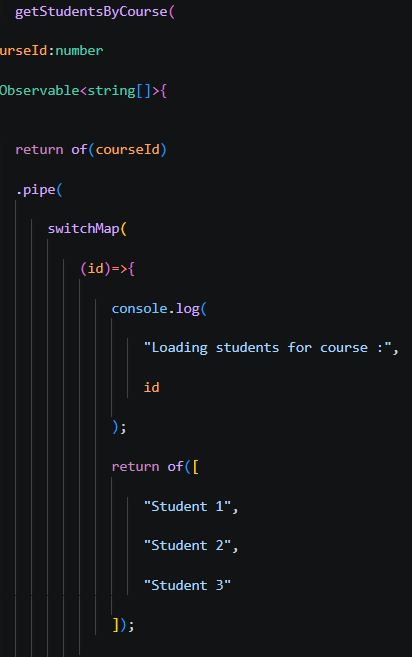 getStudentsByCourse(
urseId:number
Observable<string[]>{
return of(courseId)
.pipe(
switchMap(
(id)=>{
console.log(
"Loading students for course :",
id
);
return of([
"Student 1",
"Student 2",
"Student 3"
]);